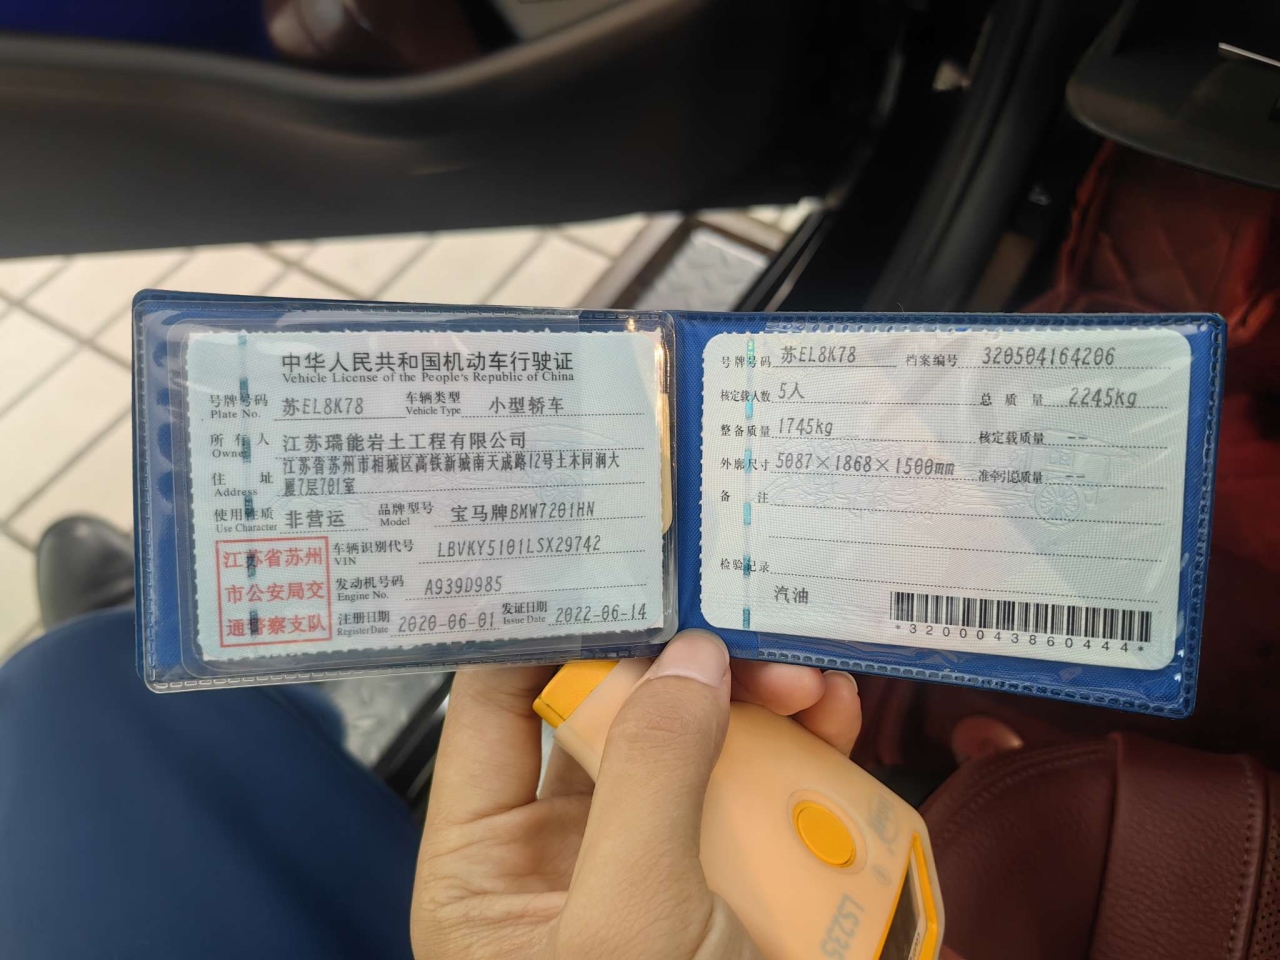 中华人民共和国机动车行驶证
Vehicle License of the People's Republic of China
号牌号码 苏EL8K78 车辆类型 小型轿车
Plate No. Vehicle Type
所有人 江苏瑞能岩土工程有限公司
Owner
住址 江苏省苏州市相城区高铁新城南天成路12号土木同润大
Address 厦7层701室
使用性质 非营运 品牌型号 宝马牌BMW7201HN
Use Character Model
江苏省苏州
市公安局交
通警察支队
车辆识别代号 LBVKY5101LSX29742
VIN
发动机号码 A939D985
Engine No.
注册日期 2020-06-01 发证日期 2022-06-14
Register Date Issue Date
号牌号码 苏EL8K78 档案编号 320504164206
核定载人数 5人 总质量 2245kg
整备质量 1745kg 核定载质量 --
外廓尺寸 5087×1868×1500mm 准牵引总质量 --
备注
检验记录
汽油
*3200043860444*
LS235